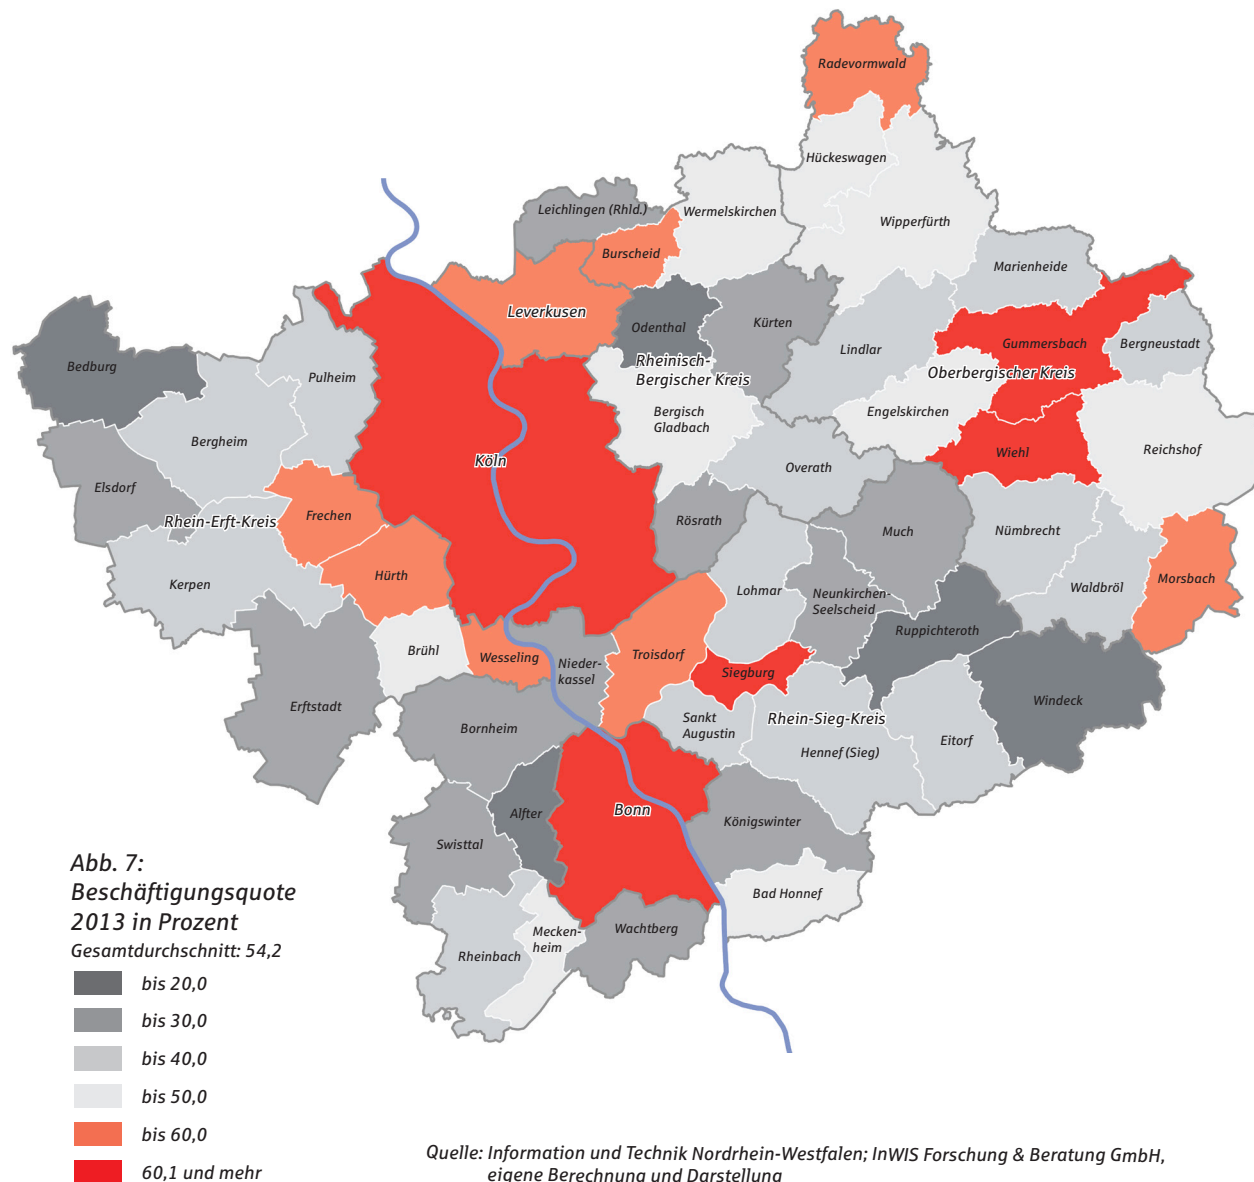 Radevormwald
Hückeswagen
Leichlingen (Rhld.)
Wermelskirchen
Wipperfürth
Burscheid
Marienheide
Leverkusen
Odenthal
Kürten
Lindlar
Gummersbach
Bergneustadt
Bedburg
Pulheim
Rheinisch-
Bergischer Kreis
Oberbergischer Kreis
Bergisch
Gladbach
Engelskirchen
Bergheim
Köln
Overath
Wiehl
Reichshof
Elsdorf
Rhein-Erft-Kreis
Frechen
Rösrath
Much
Nümbrecht
Kerpen
Hürth
Lohmar
Neunkirchen-
Seelscheid
Waldbröl
Morsbach
Ruppichteroth
Brühl
Wesseling
Nieder-
kassel
Troisdorf
Siegburg
Erftstadt
Bornheim
Sankt
Augustin
Rhein-Sieg-Kreis
Hennef (Sieg)
Eitorf
Windeck
Alfter
Bonn
Königswinter
Swisttal
Bad Honnef
Mecken-
heim
Wachtberg
Rheinbach
Abb. 7:
Beschäftigungsquote
2013 in Prozent
Gesamtdurchschnitt: 54,2
bis 20,0
bis 30,0
bis 40,0
bis 50,0
bis 60,0
60,1 und mehr
Quelle: Information und Technik Nordrhein-Westfalen; InWIS Forschung & Beratung GmbH,
eigene Berechnung und Darstellung